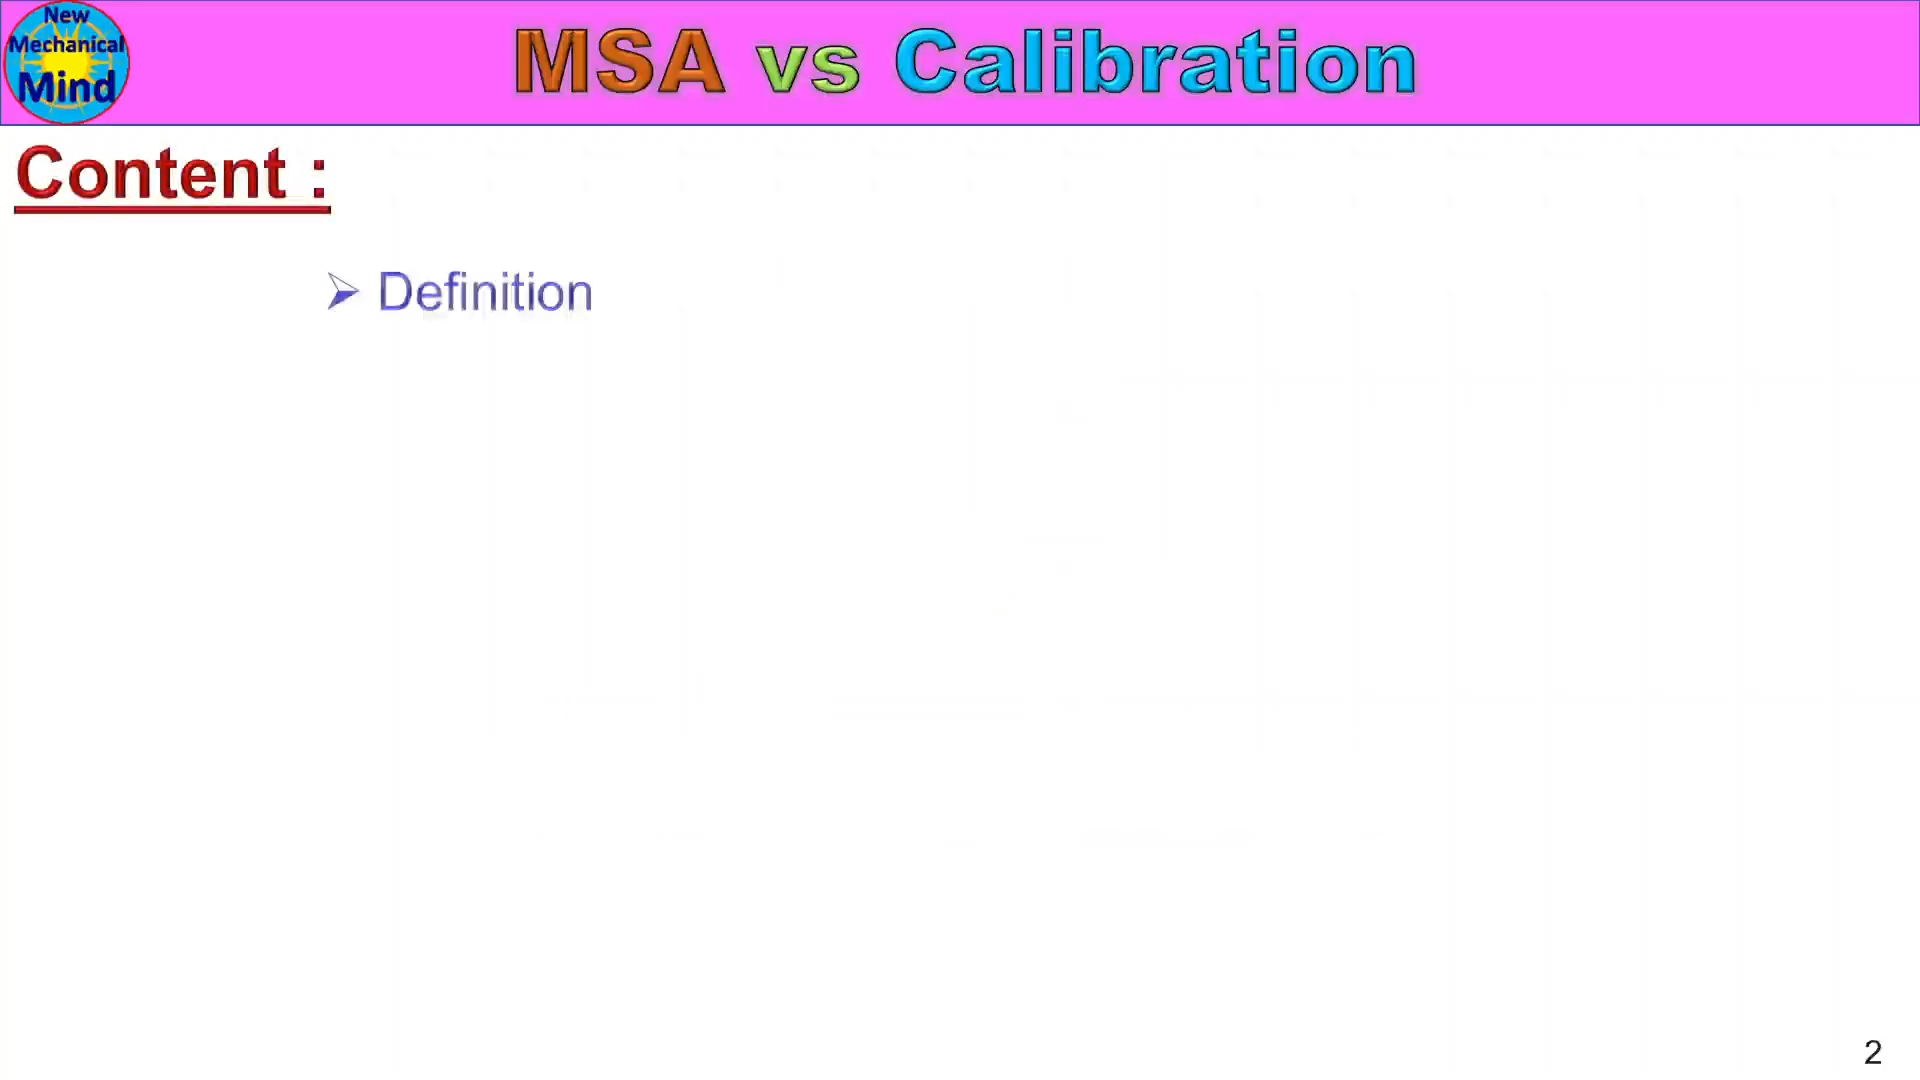 New
Mechanical
Mind
MSA vs Calibration
Content :
➢ Definition
2